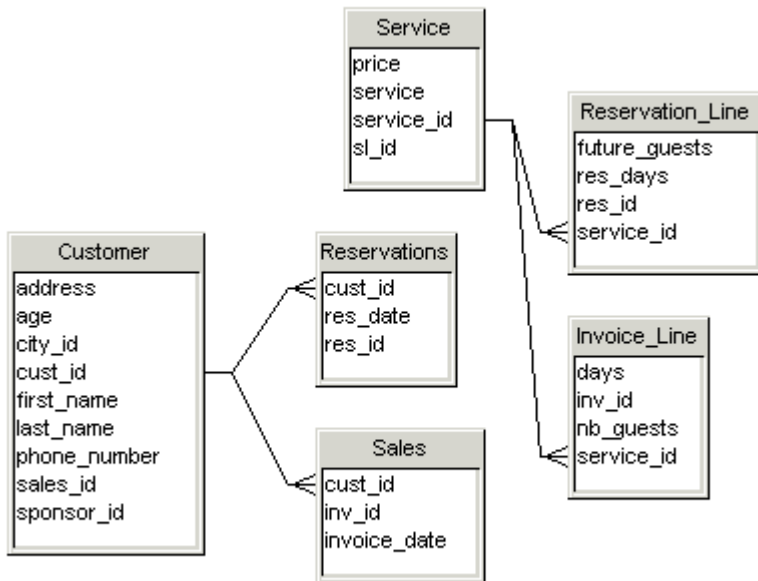 Service
price
service
service_id
sl_id
Reservation_Line
future_guests
res_days
res_id
service_id
Customer
address
age
city_id
cust_id
first_name
last_name
phone_number
sales_id
sponsor_id
Reservations
cust_id
res_date
res_id
Invoice_Line
days
inv_id
nb_guests
service_id
Sales
cust_id
inv_id
invoice_date